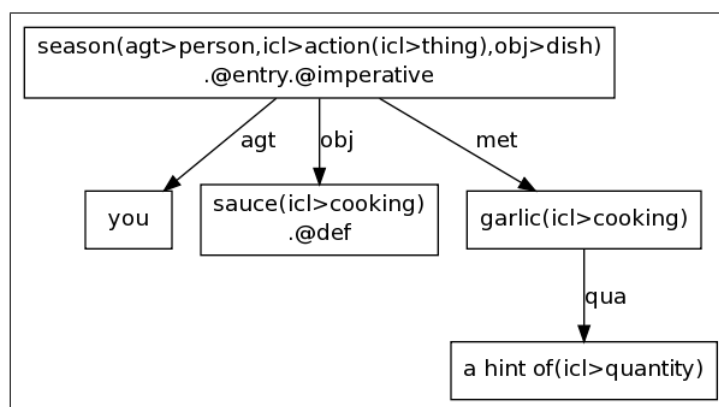 season(agt>person,icl>action(icl>thing),obj>dish)
.@entry.@imperative
agt
obj
met
you
sauce(icl>cooking)
.@def
garlic(icl>cooking)
qua
a hint of(icl>quantity)